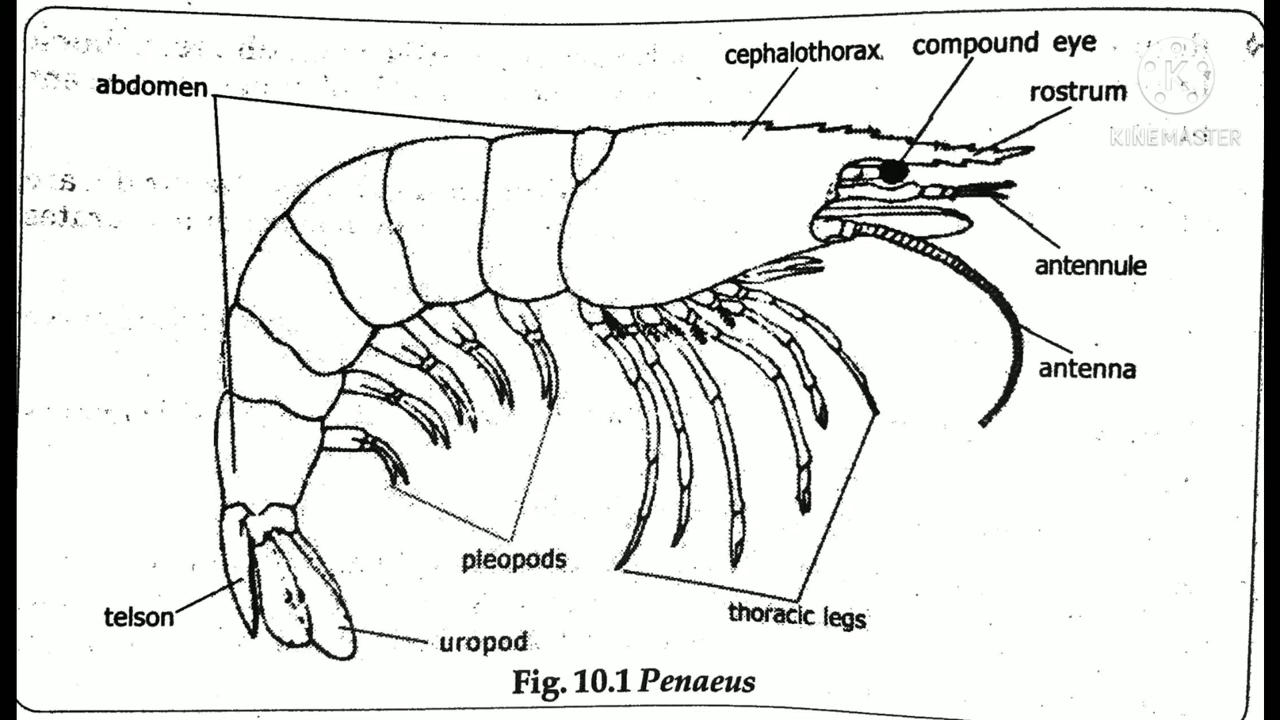 cephalothorax.
compound eye
abdomen
rostrum
KINEMASTER
antennule
antenna
pleopods
telson
thoracic legs
uropod
Fig. 10.1 Penaeus